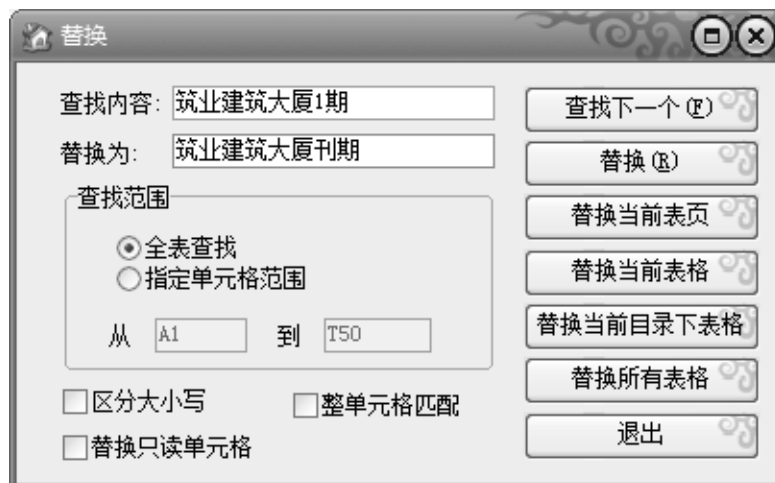 替换
查找内容: 筑业建筑大厦1期
替换为: 筑业建筑大厦刊期
查找范围
全表查找
指定单元格范围
从 A1 到 T50
区分大小写 整单元格匹配
替换只读单元格
查找下一个(F)
替换(R)
替换当前表页
替换当前表格
替换当前目录下表格
替换所有表格
退出